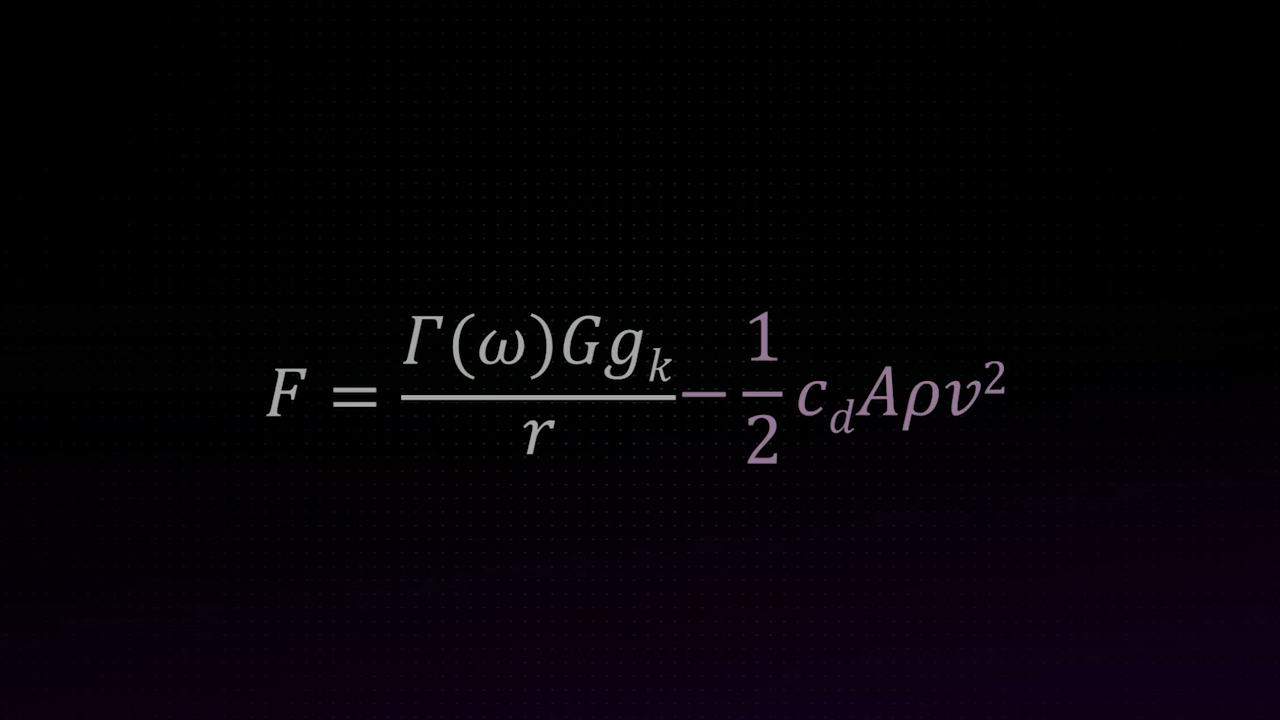 F = Γ(ω)Gg_k / r − 1/2 c_d Aρv²